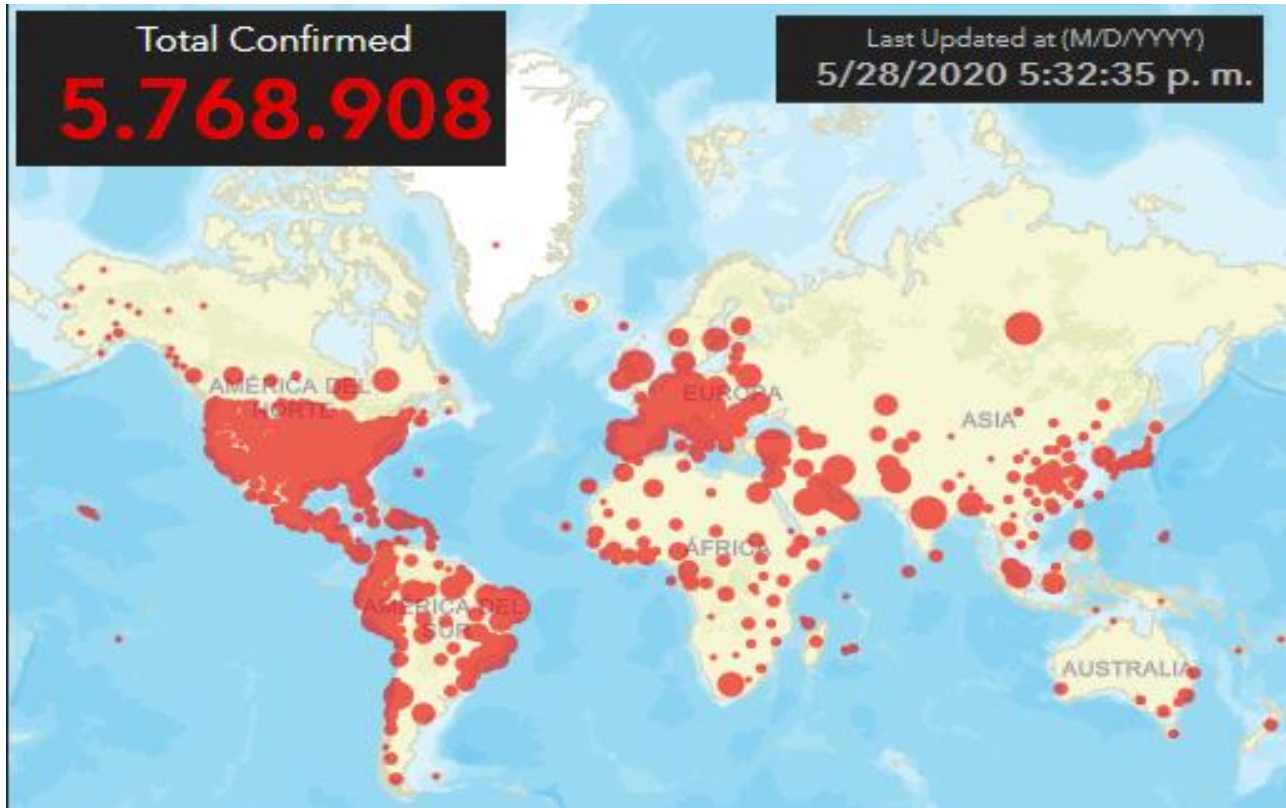 Total Confirmed
5.768.908
Last Updated at (M/D/YYYY)
5/28/2020 5:32:35 p. m.
AMÉRICA DEL
NORTE
EUROPA
ASIA
ÁFRICA
AMÉRICA DEL
SUR
AUSTRALIA